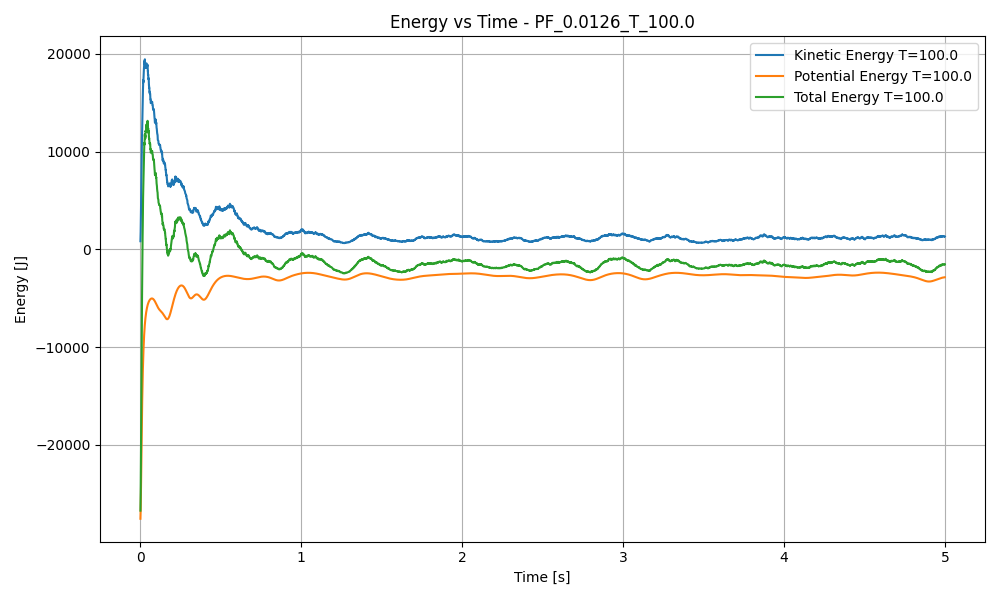 Energy vs Time - PF_0.0126_T_100.0
Kinetic Energy T=100.0
Potential Energy T=100.0
Total Energy T=100.0
Energy [J]
20000
10000
0
−10000
−20000
0 1 2 3 4 5
Time [s]